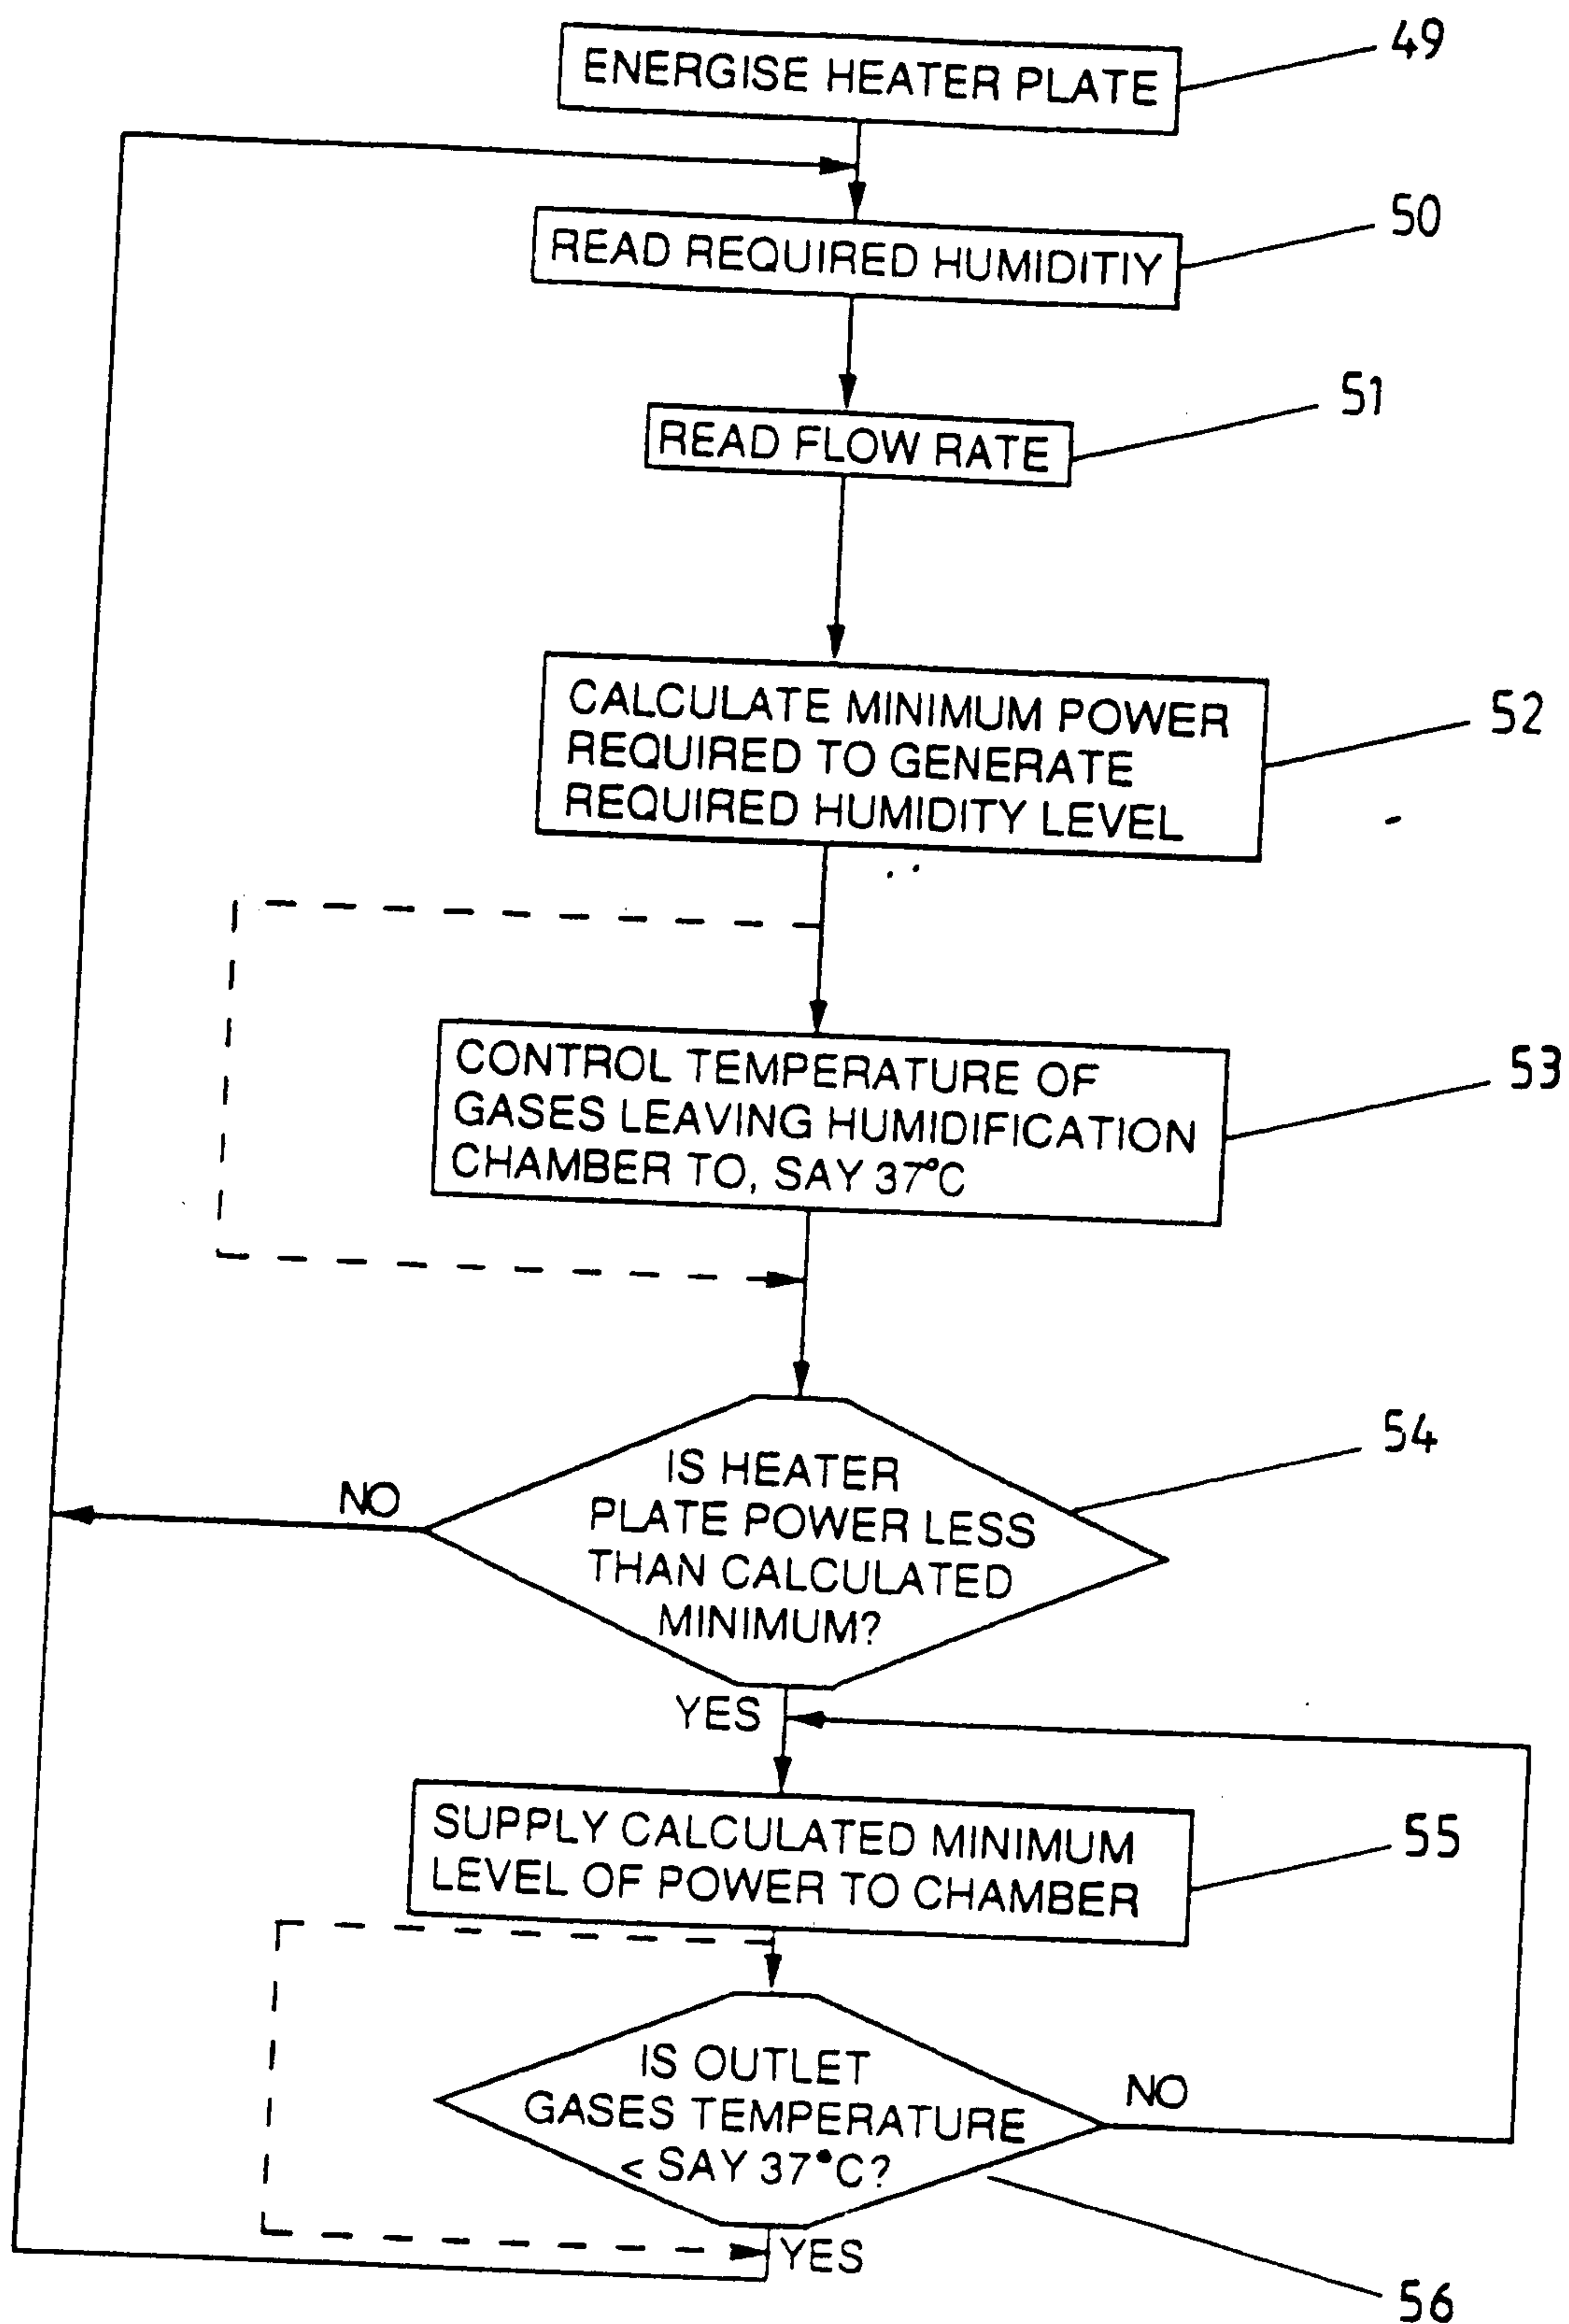 ENERGISE HEATER PLATE
49
READ REQUIRED HUMIDITIY
50
READ FLOW RATE
51
CALCULATE MINIMUM POWER
REQUIRED TO GENERATE
REQUIRED HUMIDITY LEVEL
52
CONTROL TEMPERATURE OF
GASES LEAVING HUMIDIFICATION
CHAMBER TO, SAY 37°C
53
IS HEATER
PLATE POWER LESS
THAN CALCULATED
MINIMUM?
54
NO
YES
SUPPLY CALCULATED MINIMUM
LEVEL OF POWER TO CHAMBER
55
IS OUTLET
GASES TEMPERATURE
< SAY 37°C?
NO
YES
56